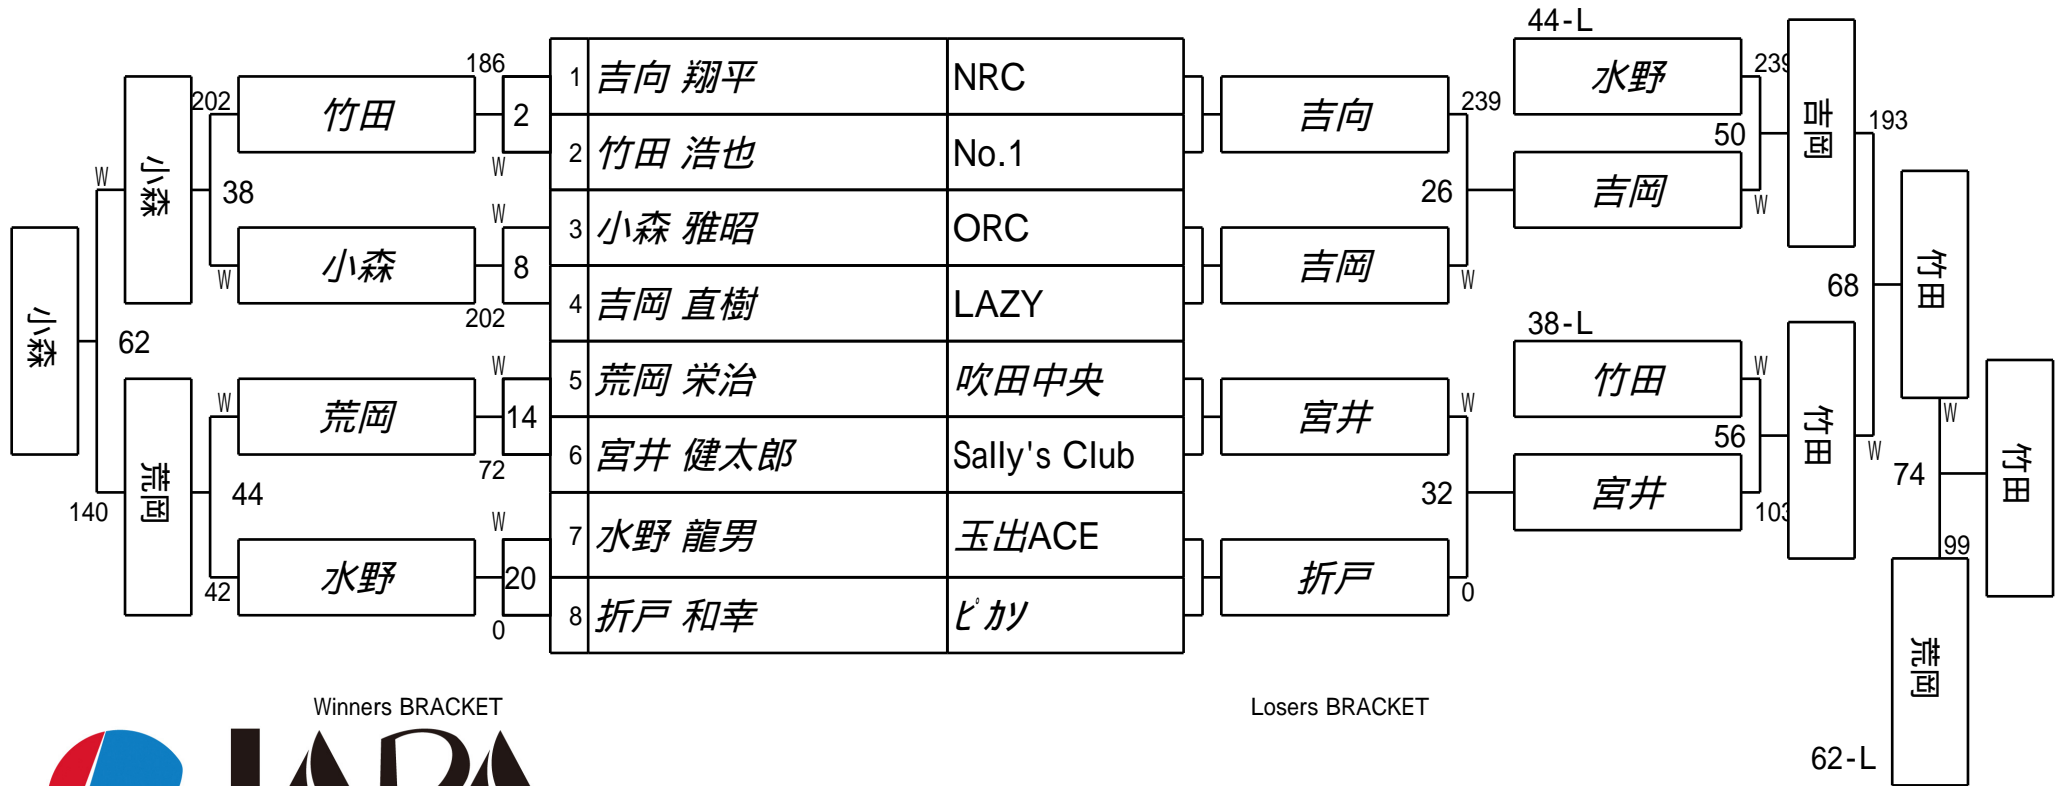 44-L
186
1 吉向 翔平 NRC
2 竹田 浩也 No.1
3 小森 雅昭 ORC
4 吉岡 直樹 LAZY
5 荒岡 栄治 吹田中央
6 宮井 健太郎 Sally's Club
7 水野 龍男 玉出ACE
8 折戸 和幸 ピカソ
202
竹田
2
W
小森
W
38
W
小森
W
8
202
小森
62
荒岡
140
W
荒岡
W
14
72
44
42
水野
W
20
0
吉向
239
26
吉岡
W
水野
239
50
吉岡
W
吉岡
193
68
竹田
38-L
竹田
W
56
宮井
103
竹田
W
宮井
W
32
折戸
0
W
74
竹田
99
荒岡
62-L
Winners BRACKET
Losers BRACKET
JAPA